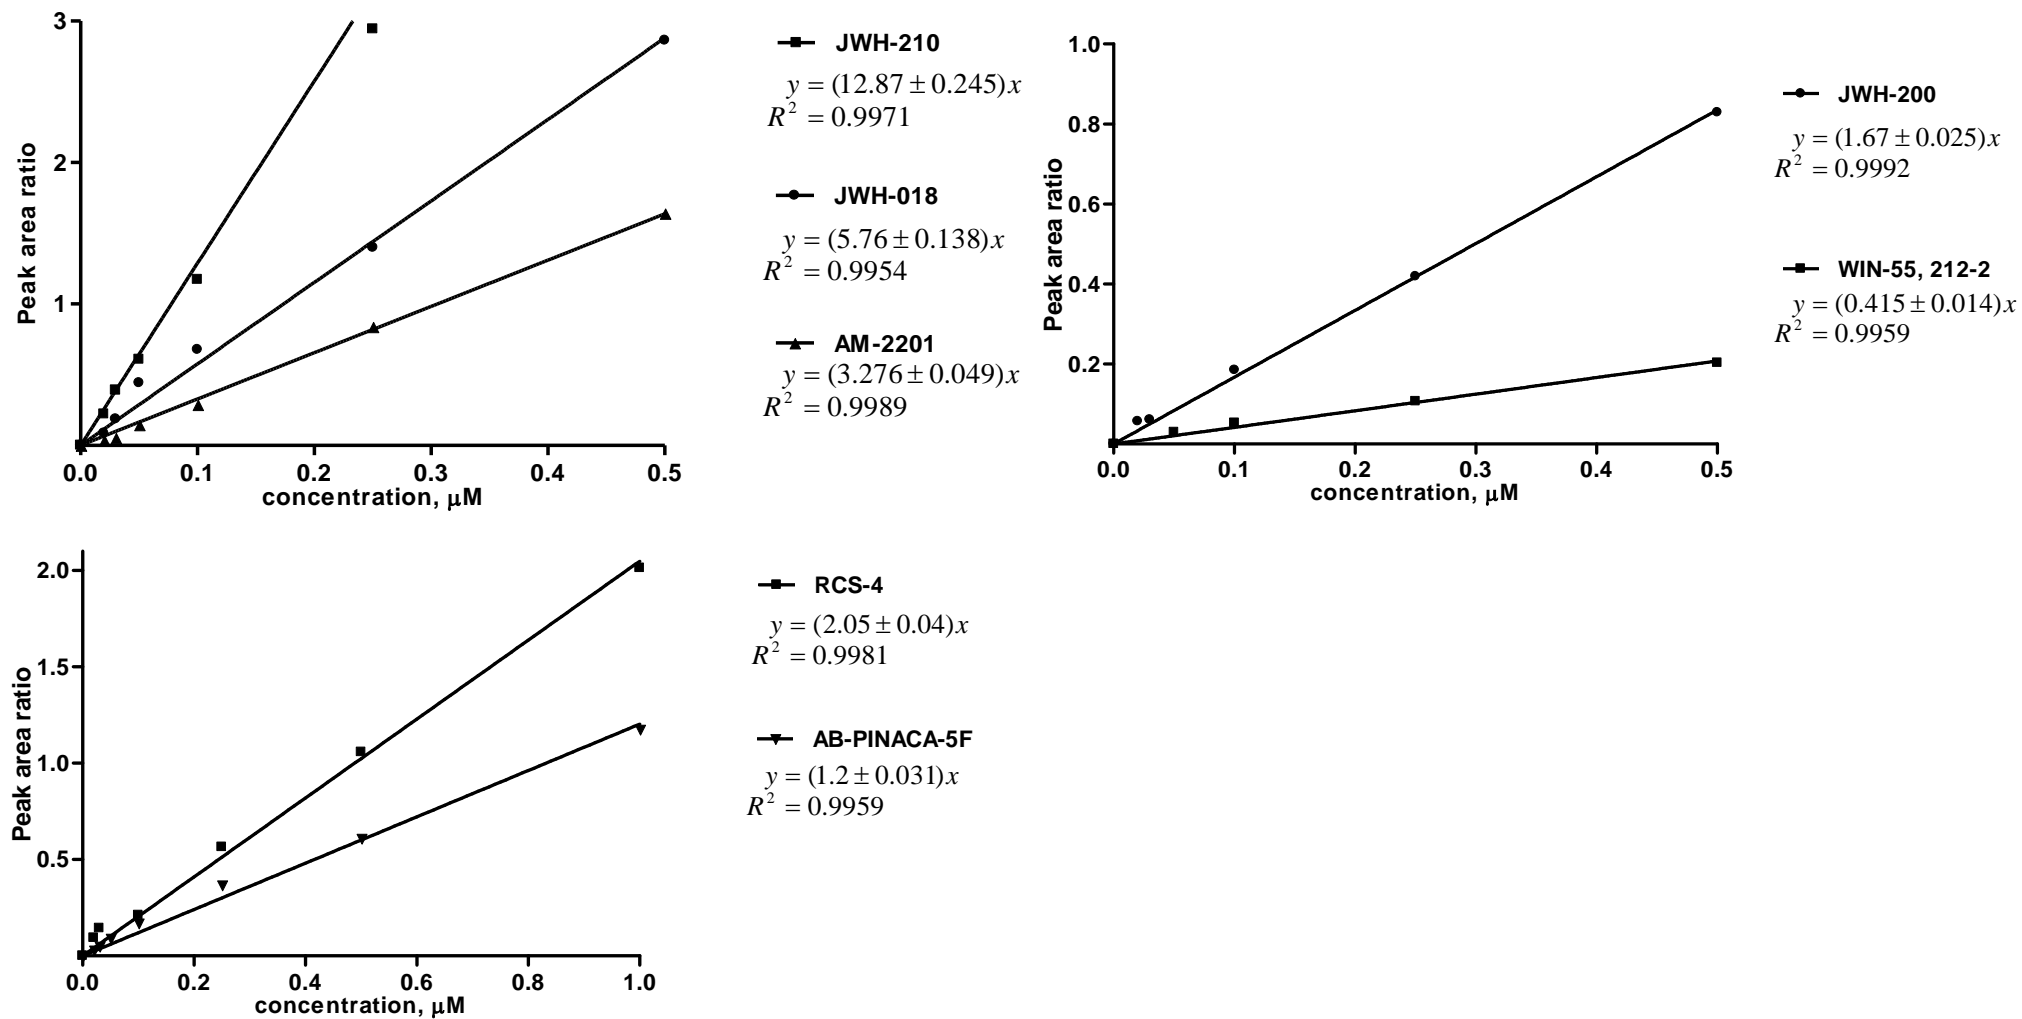 3
2
1
Peak area ratio
0.0 0.1 0.2 0.3 0.4 0.5
concentration, μM
JWH-210
y = (12.87 ± 0.245)x
R² = 0.9971
JWH-018
y = (5.76 ± 0.138)x
R² = 0.9954
AM-2201
y = (3.276 ± 0.049)x
R² = 0.9989
1.0
0.8
0.6
0.4
0.2
Peak area ratio
0.0 0.1 0.2 0.3 0.4 0.5
concentration, μM
JWH-200
y = (1.67 ± 0.025)x
R² = 0.9992
WIN-55, 212-2
y = (0.415 ± 0.014)x
R² = 0.9959
2.0
1.5
1.0
0.5
Peak area ratio
0.0 0.2 0.4 0.6 0.8 1.0
concentration, μM
RCS-4
y = (2.05 ± 0.04)x
R² = 0.9981
AB-PINACA-5F
y = (1.2 ± 0.031)x
R² = 0.9959